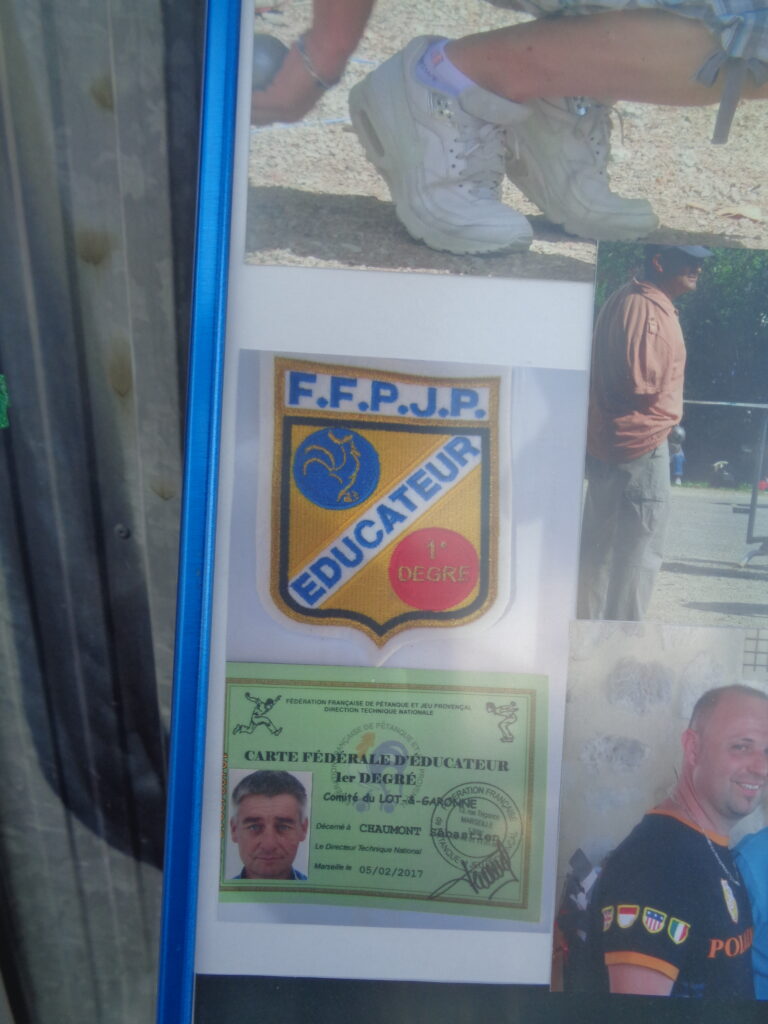 F.F.P.J.P.
EDUCATEUR
1°
DEGRE
FÉDÉRATION FRANÇAISE DE PÉTANQUE ET JEU PROVENÇAL
DIRECTION TECHNIQUE NATIONALE
CARTE FÉDÉRALE D'ÉDUCATEUR
1er DEGRÉ
Comité du LOT-&-GARONNE
Décerné à CHAUMONT Sébastien
Le Directeur Technique National
Marseille le 05/02/2017